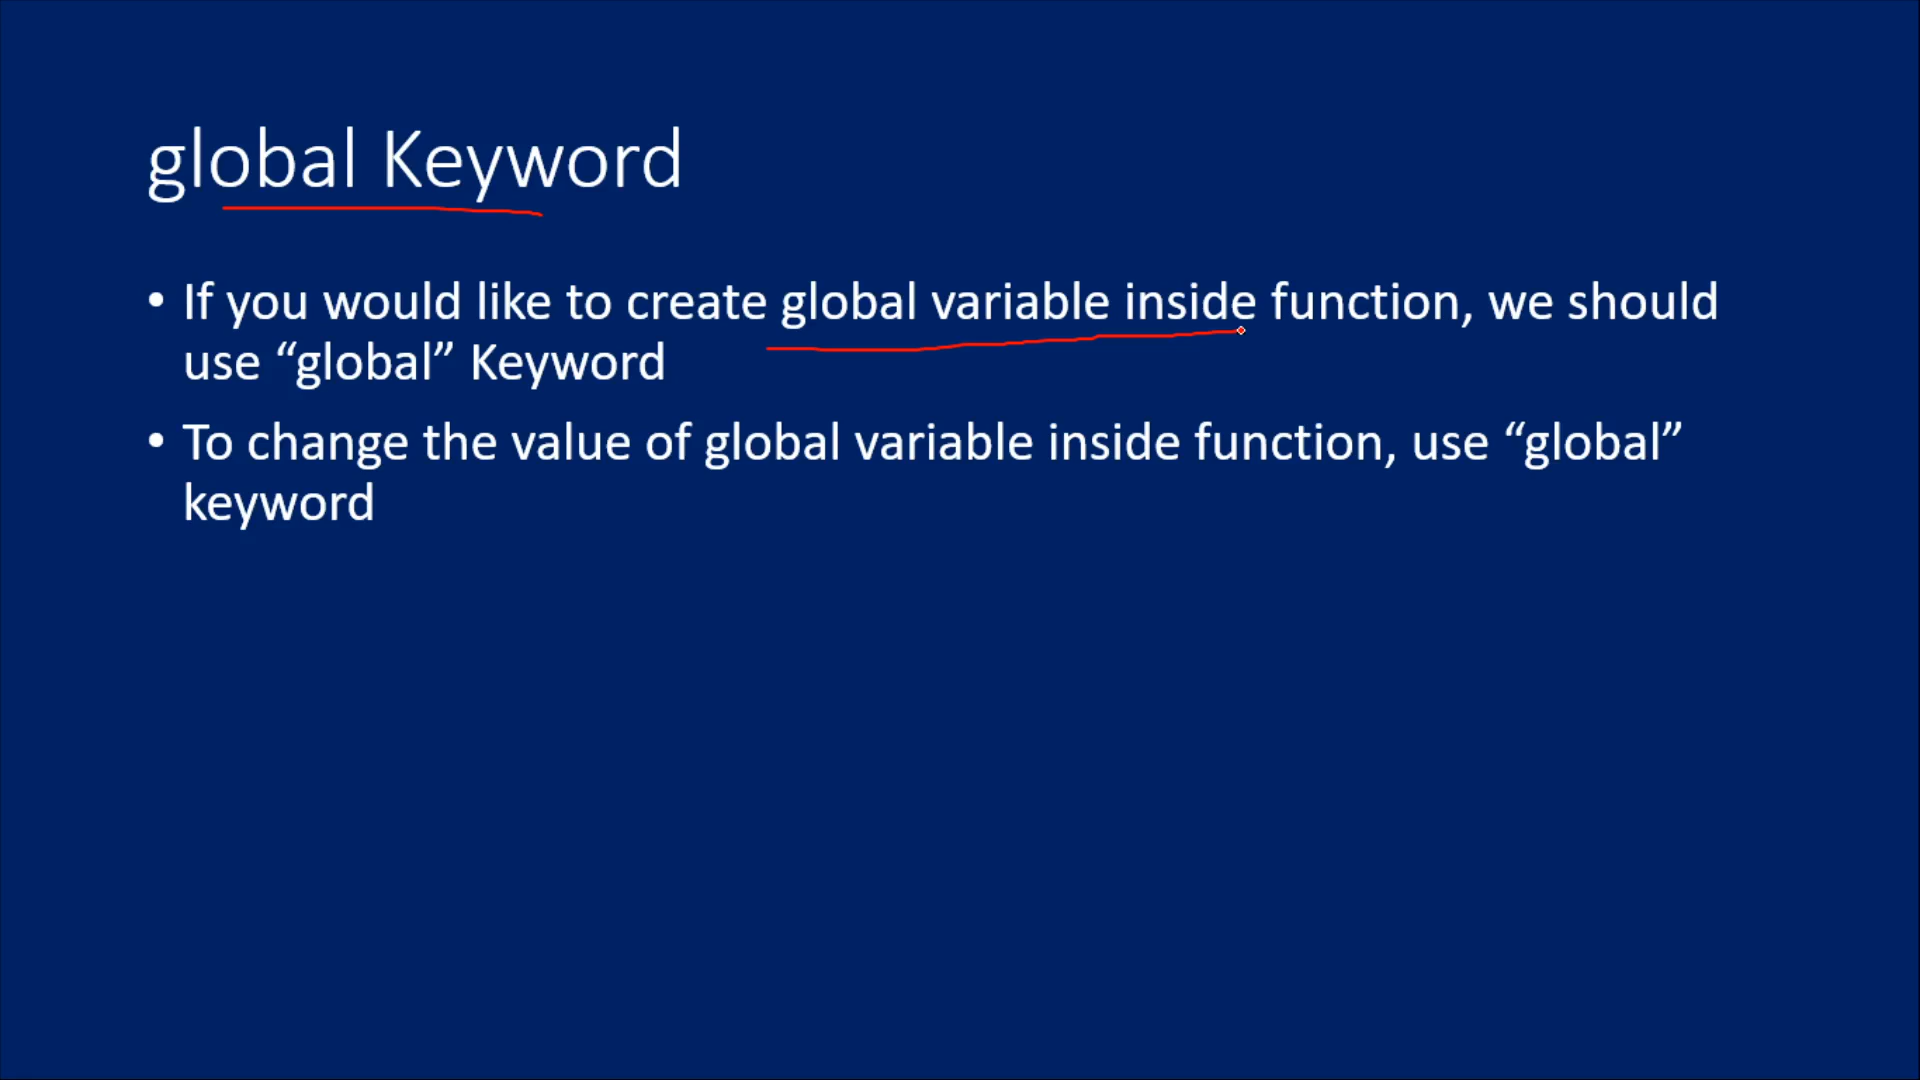 global Keyword
• If you would like to create global variable inside function, we should
use “global” Keyword
• To change the value of global variable inside function, use “global”
keyword